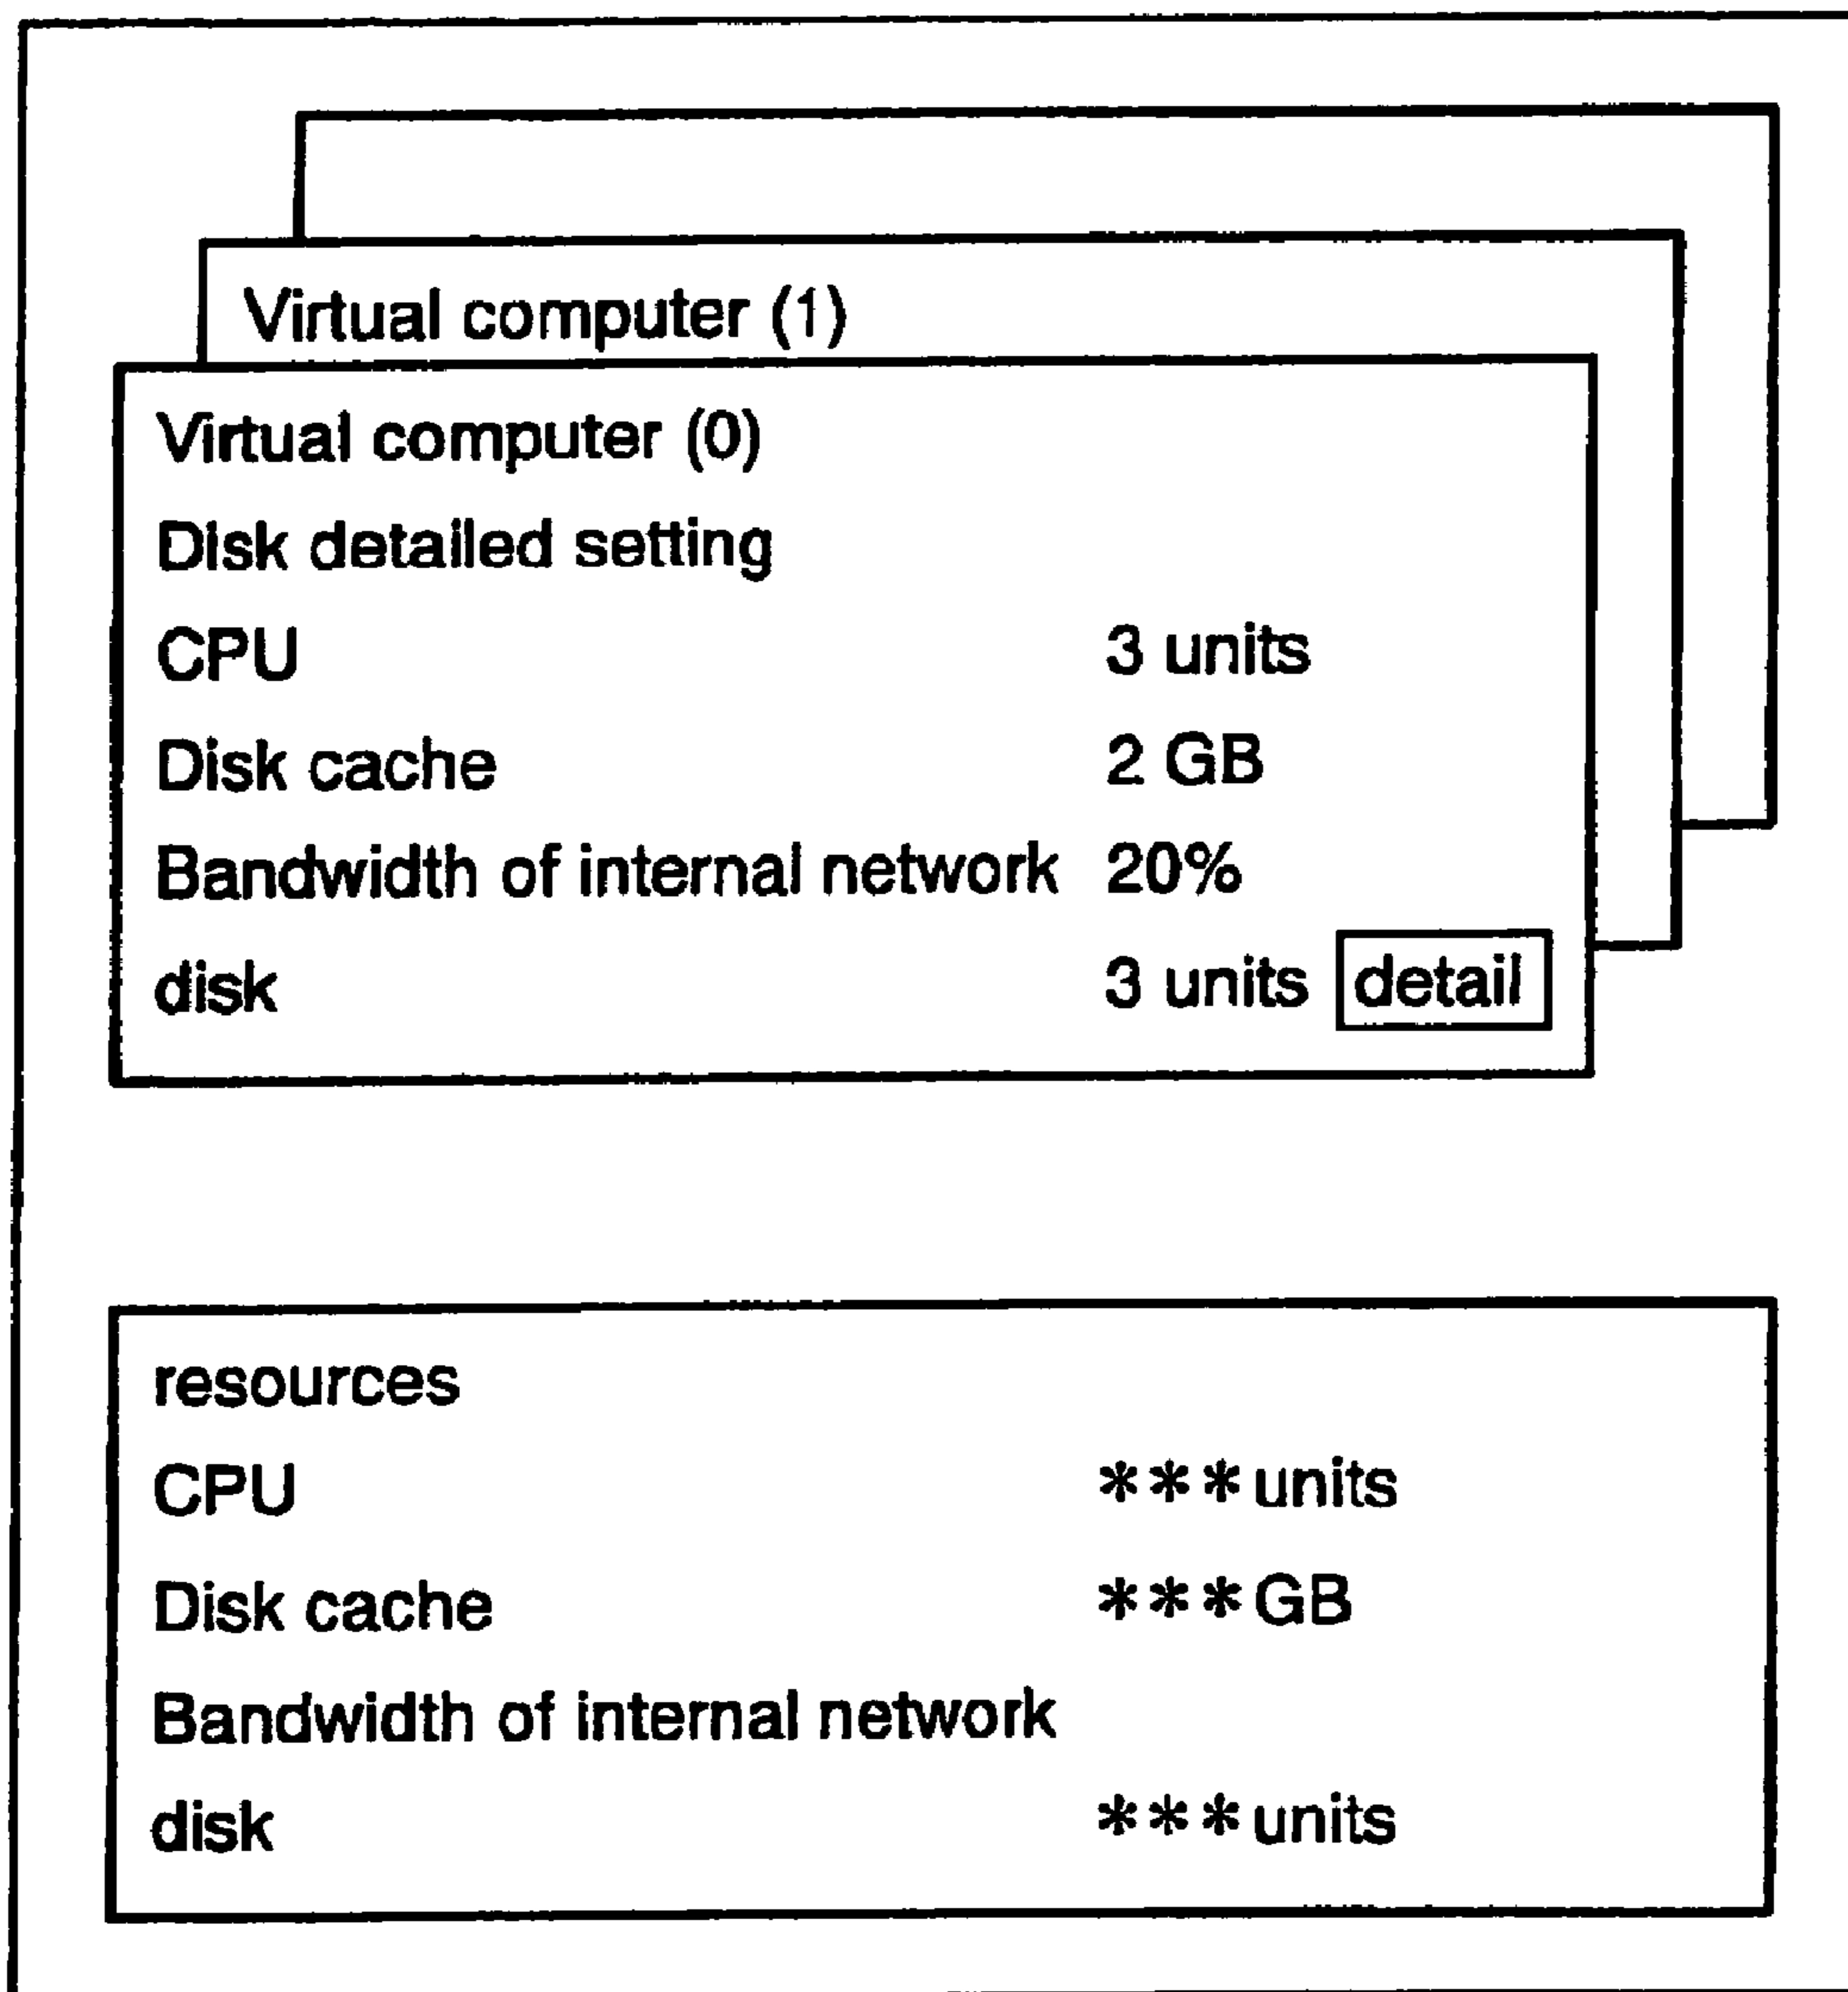 Virtual computer (1)
Virtual computer (0)
Disk detailed setting
CPU 3 units
Disk cache 2 GB
Bandwidth of internal network 20%
disk 3 units detail
resources
CPU ***units
Disk cache ***GB
Bandwidth of internal network
disk ***units